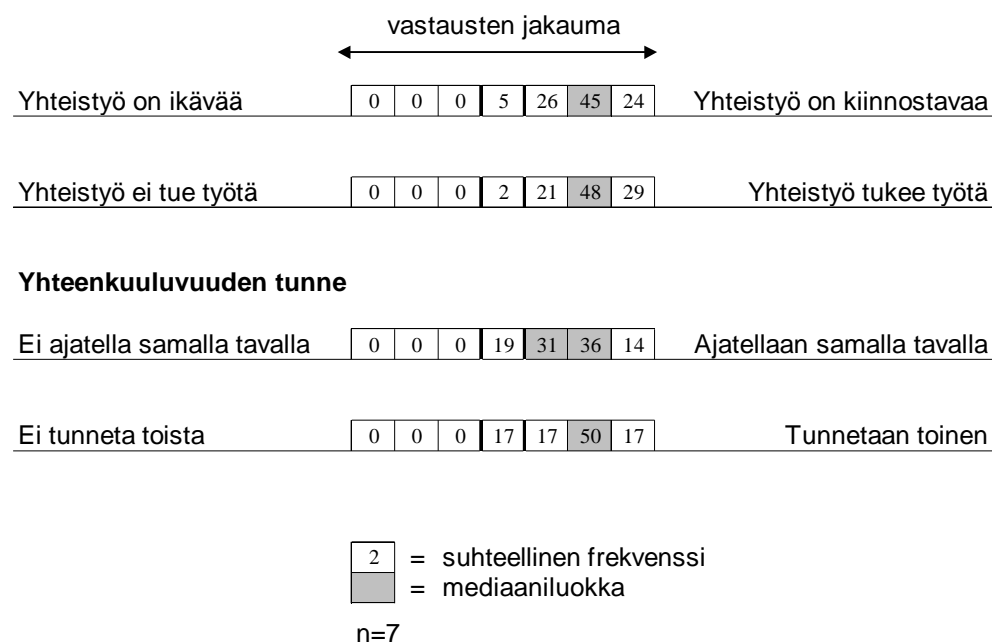 vastausten jakauma
Yhteistyö on ikävää 0 0 0 5 26 45 24 Yhteistyö on kiinnostavaa
Yhteistyö ei tue työtä 0 0 0 2 21 48 29 Yhteistyö tukee työtä
Yhteenkuuluvuuden tunne
Ei ajatella samalla tavalla 0 0 0 19 31 36 14 Ajatellaan samalla tavalla
Ei tunneta toista 0 0 0 17 17 50 17 Tunnetaan toinen
2 = suhteellinen frekvenssi
= mediaaniluokka
n=7